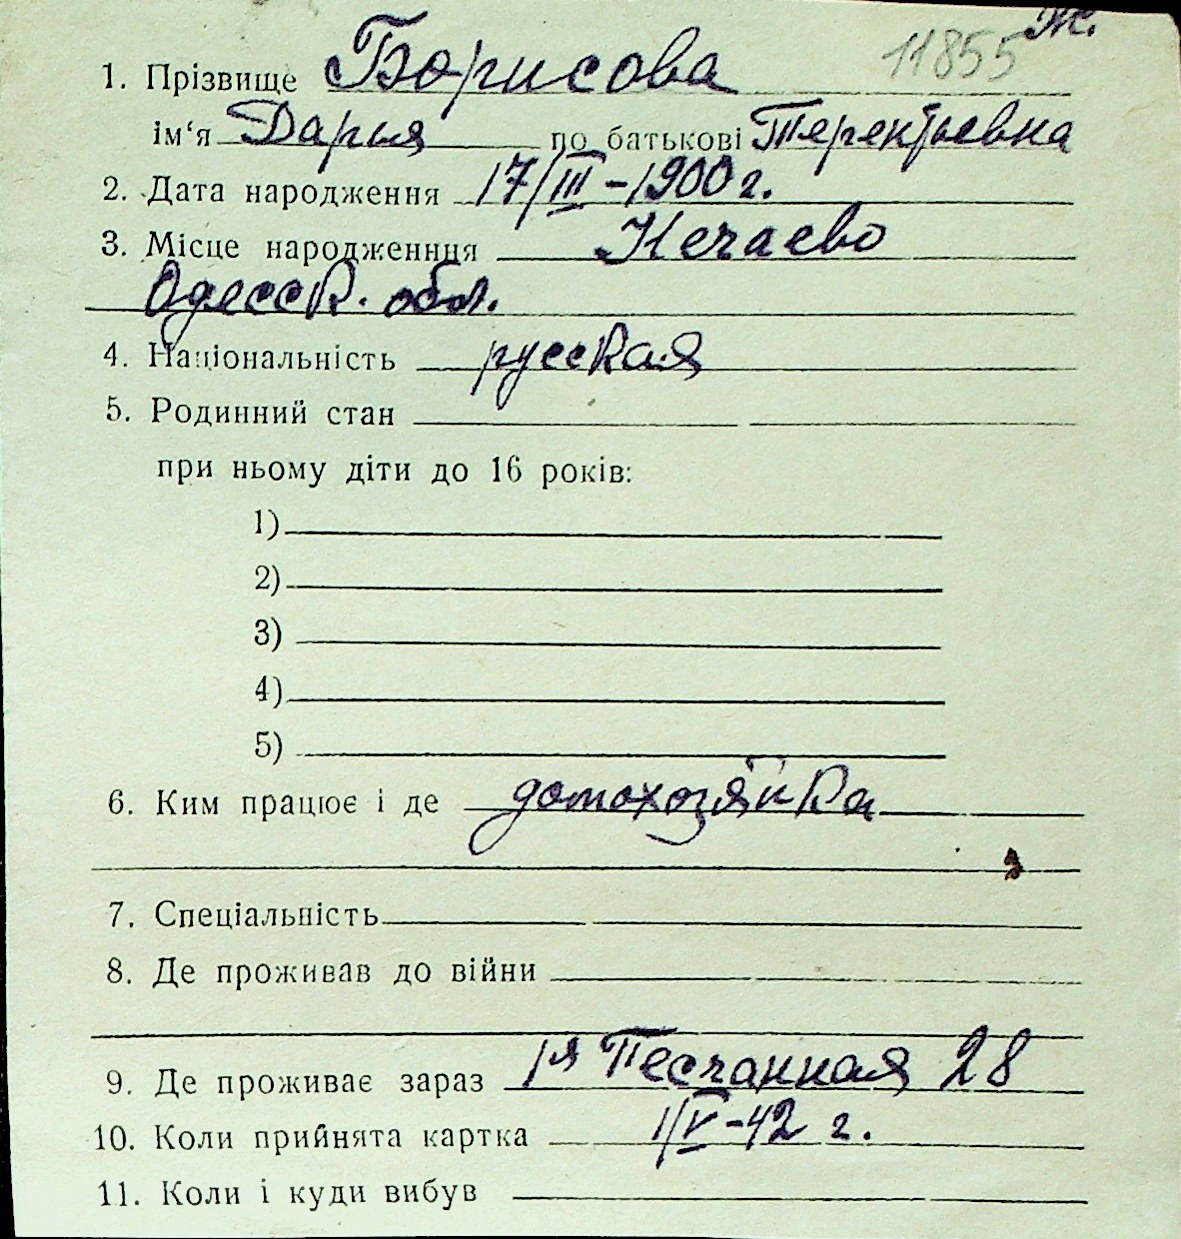 11855 Ж.
1. Прізвище Борисова
ім‘я Дарья по батькові Терентьевна
2. Дата народження 17/III–1900 г.
3. Місце народженння Нечаево
Одесск. обл.
4. Національність русская
5. Родинний стан
при ньому діти до 16 років:
1)
2)
3)
4)
5)
6. Ким працює і де домохозяйка
7. Спеціальність
8. Де проживав до війни
9. Де проживає зараз 1я Песчанная 28
10. Коли прийнята картка 1/V–42 г.
11. Коли і куди вибув